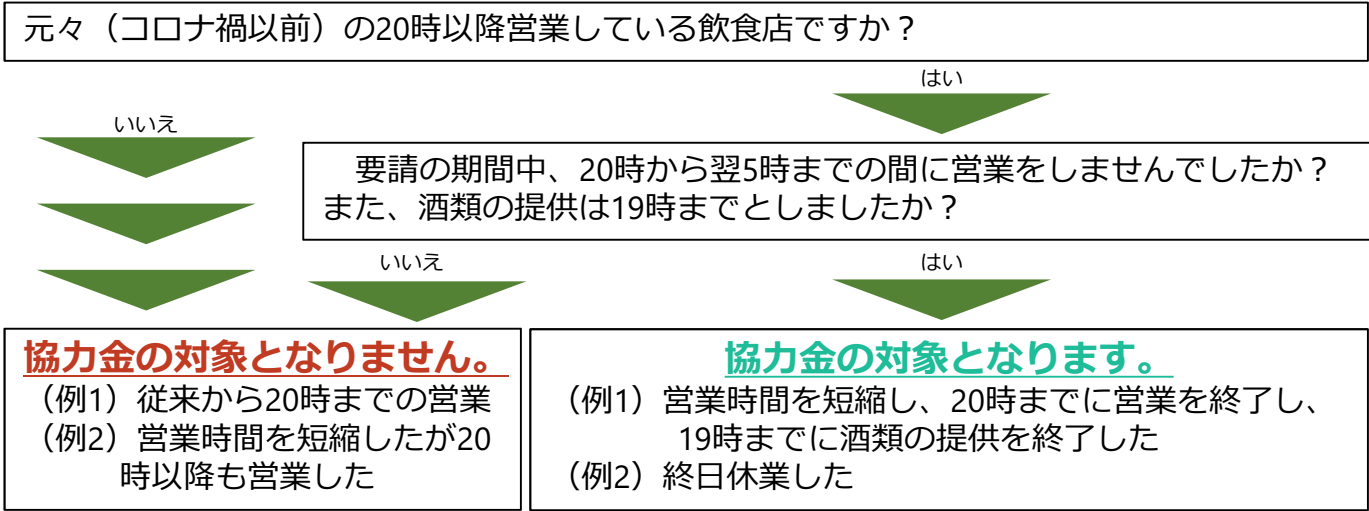 元々（コロナ禍以前）の20時以降営業している飲食店ですか？
はい
いいえ
要請の期間中、20時から翌5時までの間に営業をしませんでしたか？
また、酒類の提供は19時までとしましたか？
いいえ
はい
協力金の対象となりません。
（例1）従来から20時までの営業
（例2）営業時間を短縮したが20
時以降も営業した
協力金の対象となります。
（例1）営業時間を短縮し、20時までに営業を終了し、
19時までに酒類の提供を終了した
（例2）終日休業した